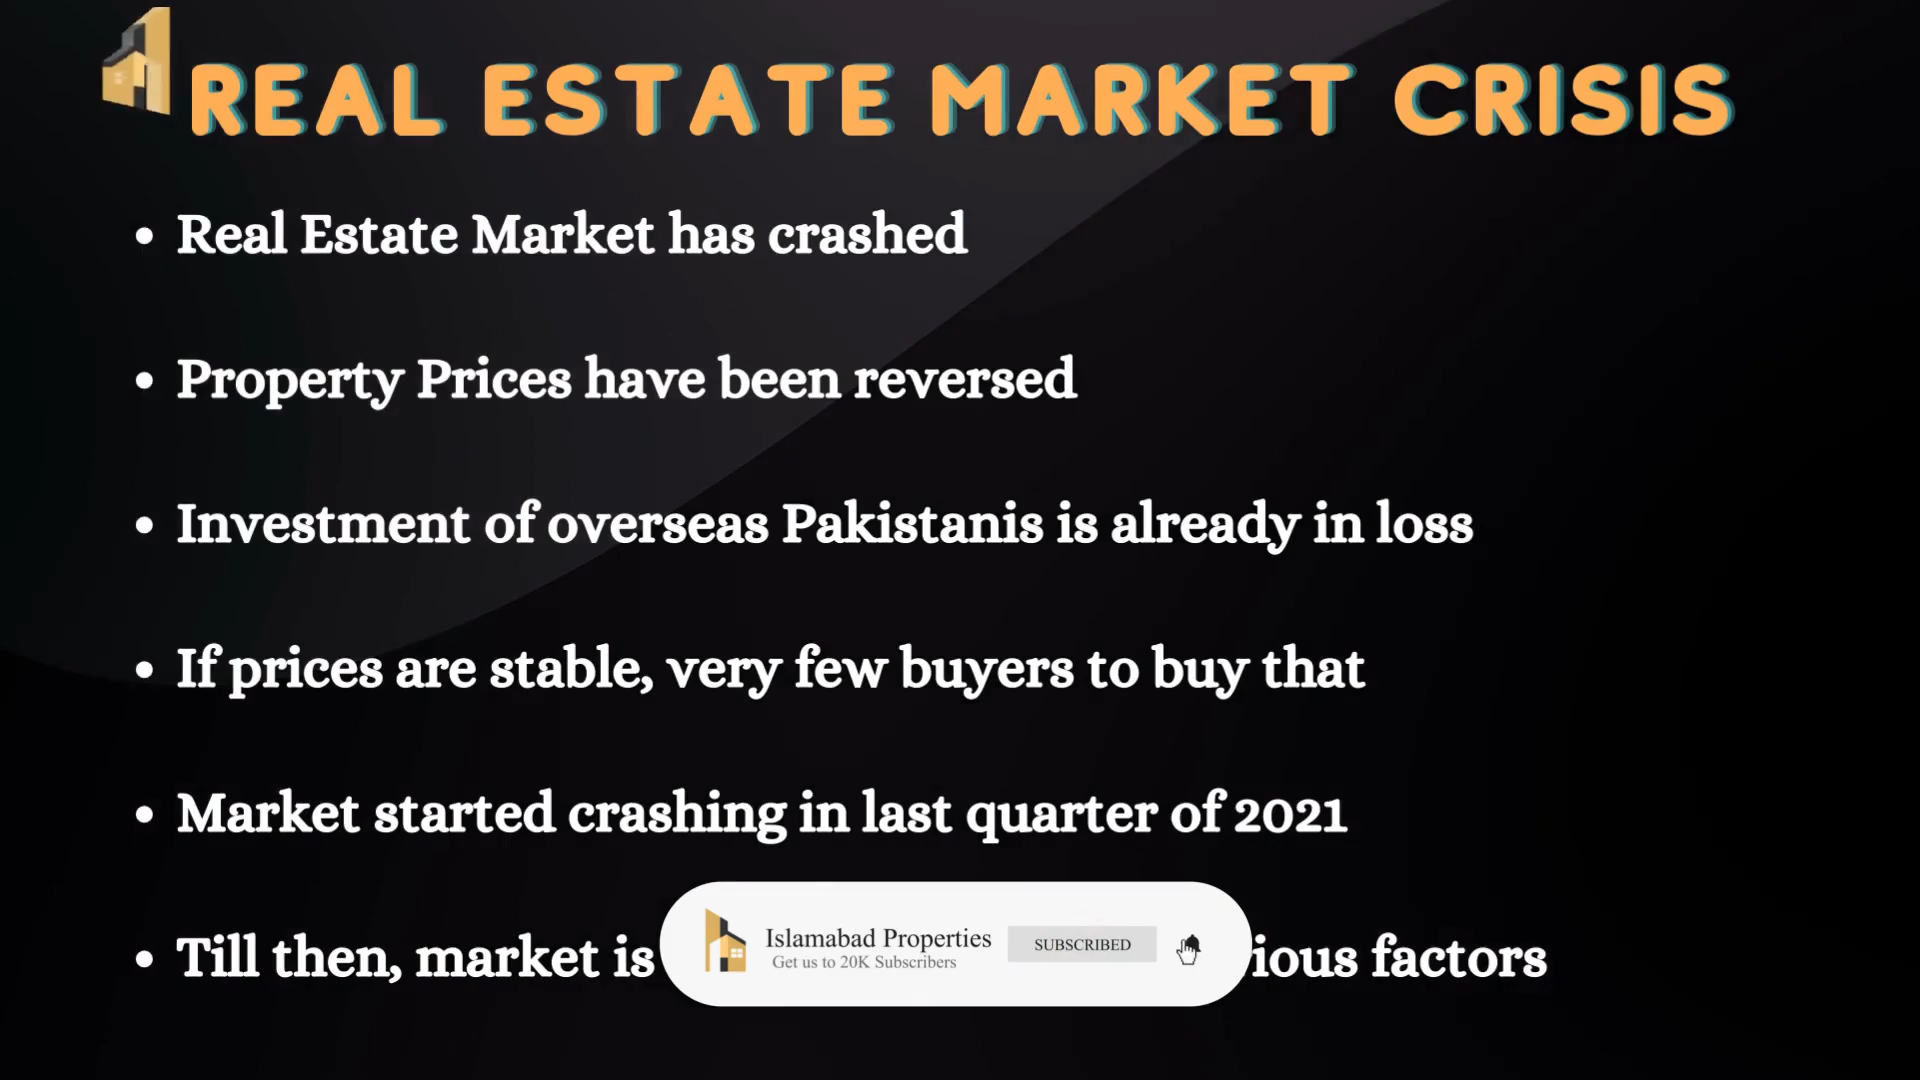 REAL ESTATE MARKET CRISIS
• Real Estate Market has crashed
• Property Prices have been reversed
• Investment of overseas Pakistanis is already in loss
• If prices are stable, very few buyers to buy that
• Market started crashing in last quarter of 2021
• Till then, market is factors
Islamabad Properties
Get us to 20K Subscribers
SUBSCRIBED